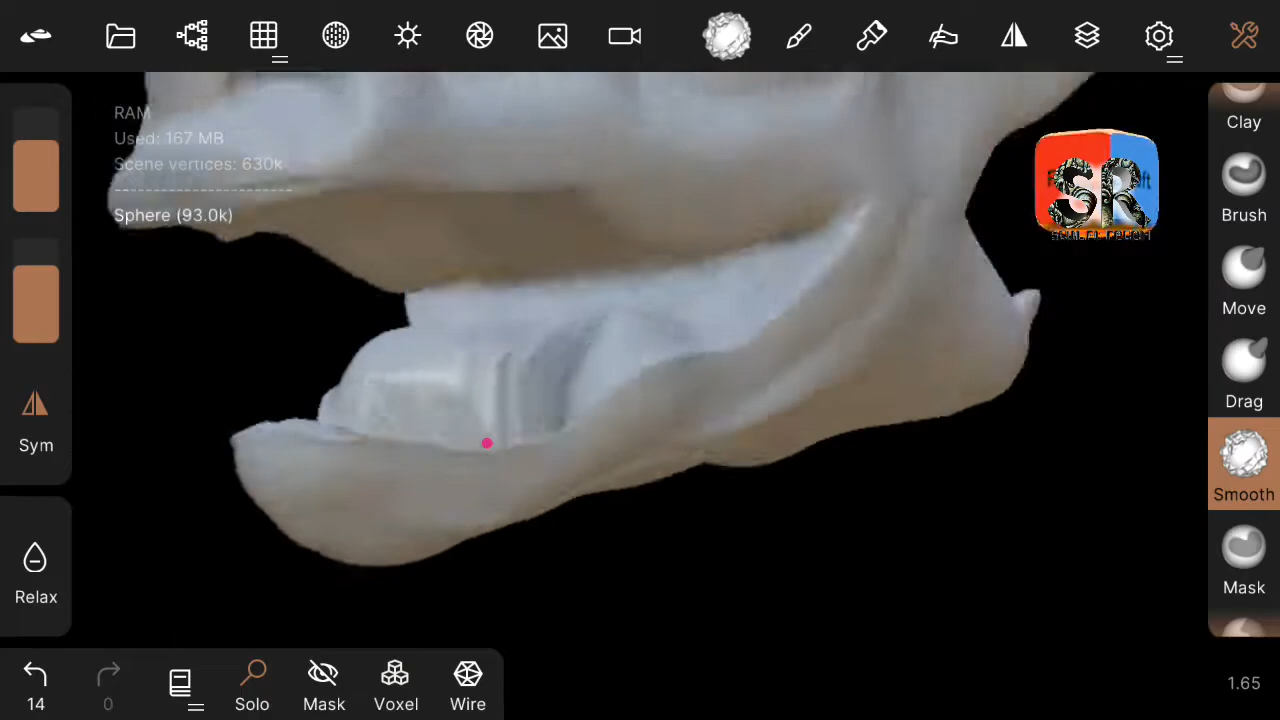 RAM
Used: 167 MB
Scene vertices: 630k
Sphere (93.0k)
SR
Sym
Relax
14
0
Solo
Mask
Voxel
Wire
Clay
Brush
Move
Drag
Smooth
Mask
1.65